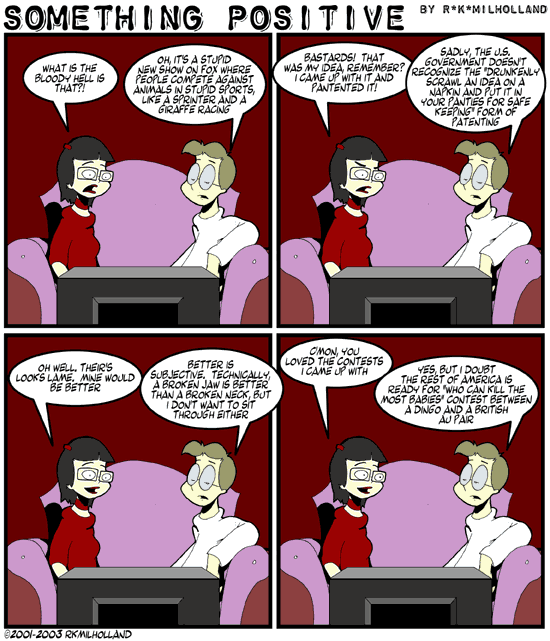 SOMETHING POSITIVE BY R*K*MILHOLLAND
WHAT IS THE
BLOODY HELL IS
THAT?!
OH, IT'S A STUPID
NEW SHOW ON FOX WHERE
PEOPLE COMPETE AGAINST
ANIMALS IN STUPID SPORTS,
LIKE A SPRINTER AND A
GIRAFFE RACING
BASTARDS! THAT
WAS MY IDEA, REMEMBER?
I CAME UP WITH IT AND
PANTENTED IT!
SADLY, THE U.S.
GOVERNMENT DOESN'T
RECOGNIZE THE "DRUNKENLY
SCRAWL AN IDEA ON A
NAPKIN AND PUT IT IN
YOUR PANTIES FOR SAFE
KEEPING" FORM OF
PATENTING
OH WELL. THEIR'S
LOOKS LAME, MINE WOULD
BE BETTER
BETTER IS
SUBJECTIVE. TECHNICALLY,
A BROKEN JAW IS BETTER
THAN A BROKEN NECK, BUT
I DON'T WANT TO SIT
THROUGH EITHER
C'MON, YOU
LOVED THE CONTESTS
I CAME UP WITH
YES, BUT I DOUBT
THE REST OF AMERICA IS
READY FOR "WHO CAN KILL THE
MOST BABIES" CONTEST BETWEEN
A DINGO AND A BRITISH
AU PAIR
©2001-2003 RKMILHOLLAND